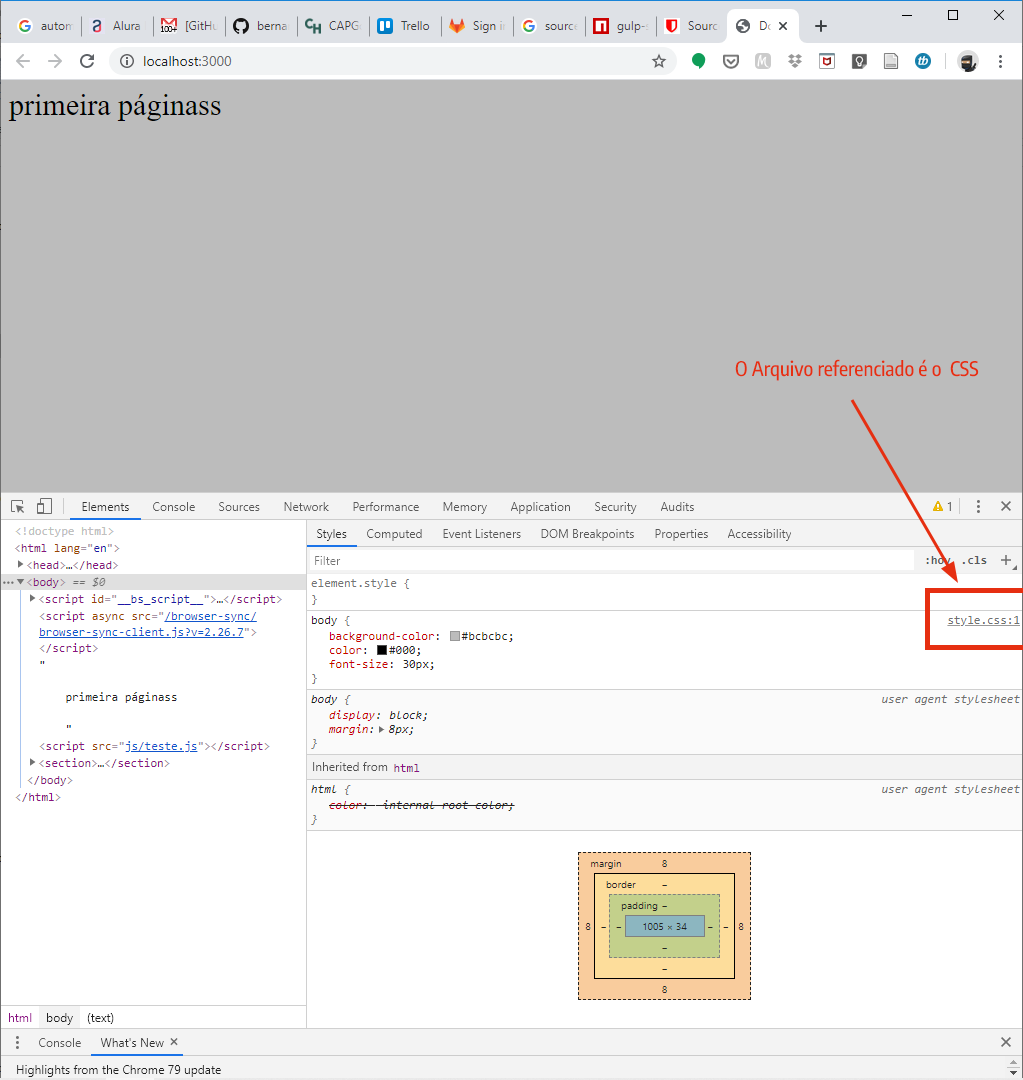 autom
Alura
100+
[GitHu
berna
CAPG
Trello
Sign i
source
gulp-s
Sourc
Do
localhost:3000
primeira páginass
O Arquivo referenciado é o CSS
Elements Console Sources Network Performance Memory Application Security Audits 1
<!doctype html>
<html lang="en">
<head>…</head>
<body> == $0
<script id="__bs_script__">…</script>
<script async src="/browser-sync/
browser-sync-client.js?v=2.26.7">
</script>
"
primeira páginass
"
<script src="js/teste.js"></script>
<section>…</section>
</body>
</html>
html body (text)
Styles Computed Event Listeners DOM Breakpoints Properties Accessibility
Filter :hov .cls
element.style {
}
body { style.css:1
background-color: #bcbcbc;
color: #000;
font-size: 30px;
}
body { user agent stylesheet
display: block;
margin: 8px;
}
Inherited from html
html { user agent stylesheet
color: -internal-root-color;
}
margin 8
border –
padding –
8 – – 1005 × 34 – – 8
–
–
8
Console What's New
Highlights from the Chrome 79 update